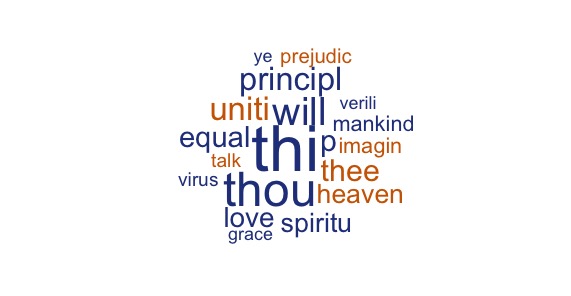 ye prejudic
principl
uniti will verili
mankind
equal thi p imagin
talk thee
virus thou heaven
love spiritu
grace